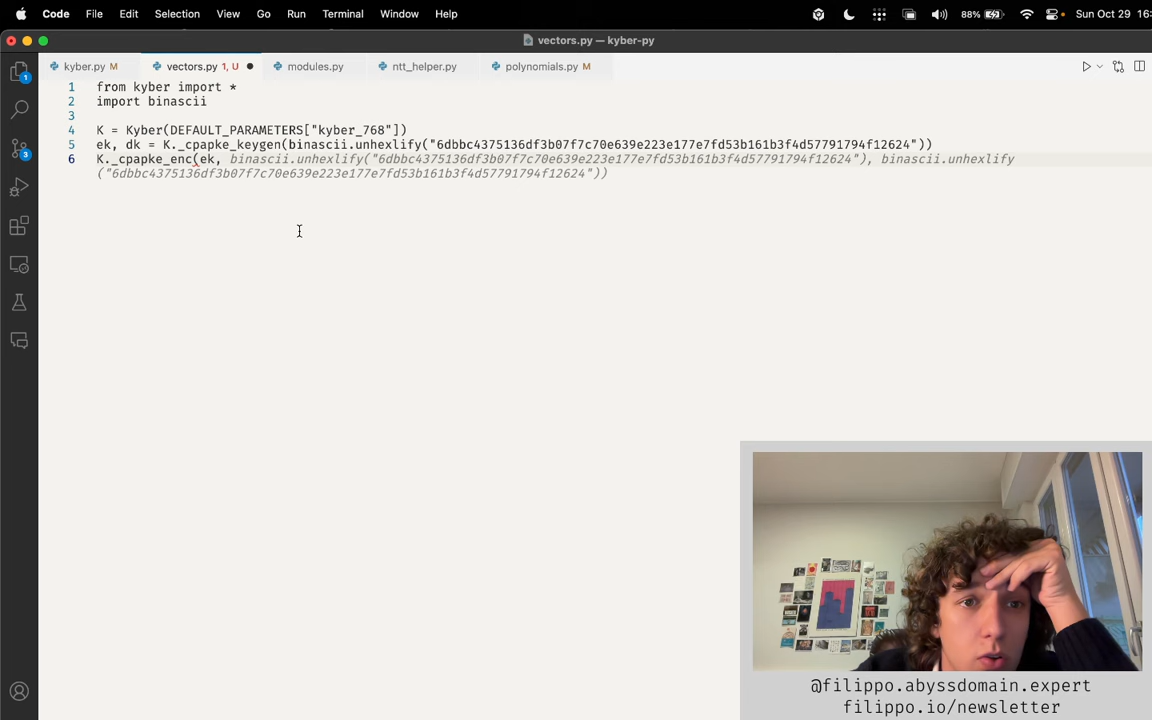 Code File Edit Selection View Go Run Terminal Window Help 88% Sun Oct 29 16:
vectors.py — kyber-py
kyber.py M vectors.py 1, U modules.py ntt_helper.py polynomials.py M
1 from kyber import *
2 import binascii
3
4 K = Kyber(DEFAULT_PARAMETERS["kyber_768"])
5 ek, dk = K._cpapke_keygen(binascii.unhexlify("6dbbc4375136df3b07f7c70e639e223e177e7fd53b161b3f4d57791794f12624"))
6 K._cpapke_enc(ek, binascii.unhexlify("6dbbc4375136df3b07f7c70e639e223e177e7fd53b161b3f4d57791794f12624"), binascii.unhexlify
("6dbbc4375136df3b07f7c70e639e223e177e7fd53b161b3f4d57791794f12624"))
1
3
@filippo.abyssdomain.expert
filippo.io/newsletter